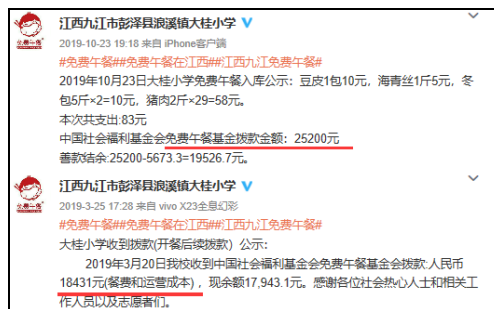 江西九江市彭泽县浪溪镇大桂小学
2019-10-23 19:18 来自 iPhone客户端
#免费午餐##免费午餐在江西##江西九江免费午餐#
2019年10月23日大桂小学免费午餐入库公示：豆皮1包10元，海青丝1斤5元，冬
包5斤×2=10元，猪肉2斤×29=58元。
本次共支出:83元
中国社会福利基金会免费午餐基金拨款金额：25200元
善款结余:25200-5673.3=19526.7元。
江西九江市彭泽县浪溪镇大桂小学
2019-3-25 17:28 来自 vivo X23全息幻彩
#免费午餐##免费午餐在江西##江西九江免费午餐#
大桂小学收到拨款(开餐后续拨款）公示：
2019年3月20日我校收到中国社会福利基金会免费午餐基金会拨款:人民币
18431元(餐费和运营成本），现余额17,943.1元。感谢各位社会热心人士和相关工
作人员以及志愿者们。